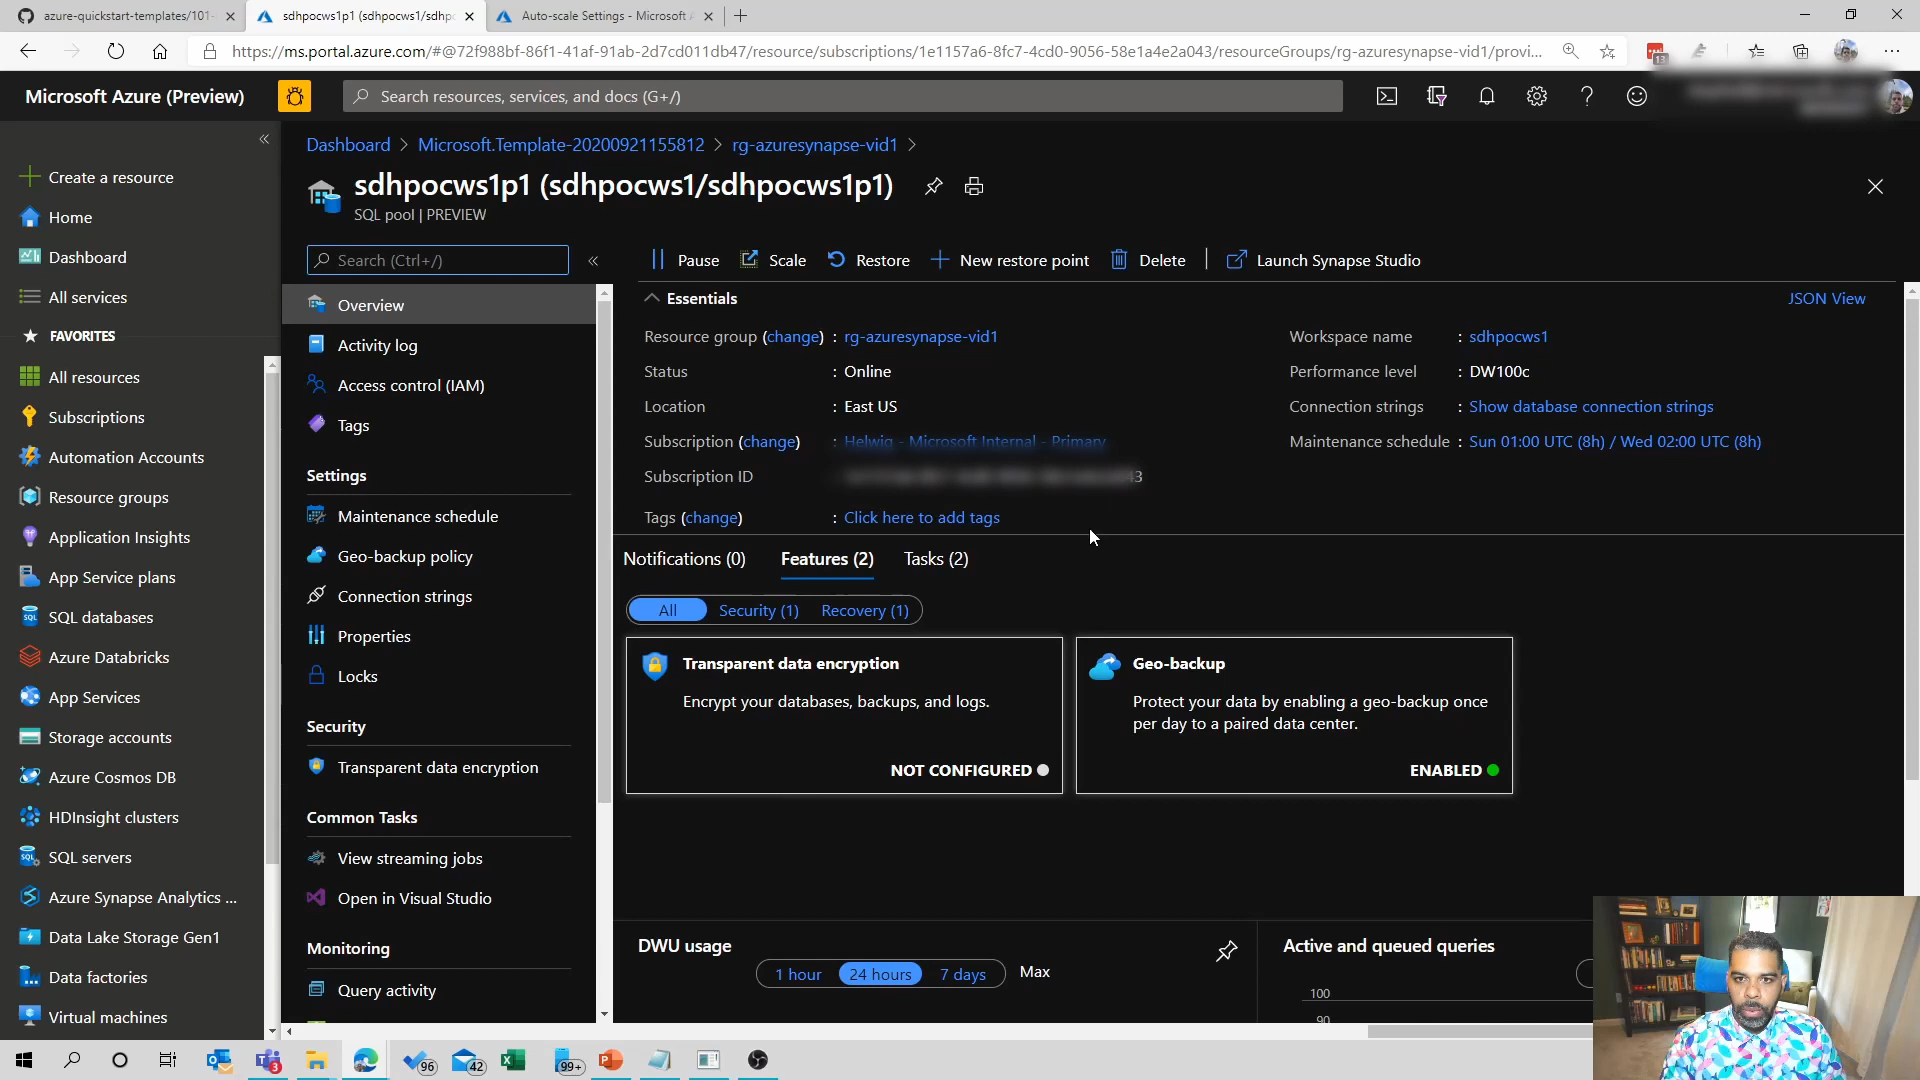 azure-quickstart-templates/101-
sdhpocws1p1 (sdhpocws1/sdhpo
Auto-scale Settings - Microsoft A
https://ms.portal.azure.com/#@72f988bf-86f1-41af-91ab-2d7cd011db47/resource/subscriptions/1e1157a6-8fc7-4cd0-9056-58e1a4e2a043/resourceGroups/rg-azuresynapse-vid1/provi...
13
Microsoft Azure (Preview)
Search resources, services, and docs (G+/)
Create a resource
Home
Dashboard
All services
FAVORITES
All resources
Subscriptions
Automation Accounts
Resource groups
Application Insights
App Service plans
SQL databases
Azure Databricks
App Services
Storage accounts
Azure Cosmos DB
HDInsight clusters
SQL servers
Azure Synapse Analytics ...
Data Lake Storage Gen1
Data factories
Virtual machines
Dashboard > Microsoft.Template-20200921155812 > rg-azuresynapse-vid1 >
sdhpocws1p1 (sdhpocws1/sdhpocws1p1)
SQL pool | PREVIEW
Search (Ctrl+/)
Overview
Activity log
Access control (IAM)
Tags
Settings
Maintenance schedule
Geo-backup policy
Connection strings
Properties
Locks
Security
Transparent data encryption
Common Tasks
View streaming jobs
Open in Visual Studio
Monitoring
Query activity
Pause
Scale
Restore
New restore point
Delete
Launch Synapse Studio
Essentials
JSON View
Resource group (change) : rg-azuresynapse-vid1
Status : Online
Location : East US
Subscription (change) : Helwig - Microsoft Internal - Primary
Subscription ID
43
Tags (change) : Click here to add tags
Workspace name : sdhpocws1
Performance level : DW100c
Connection strings : Show database connection strings
Maintenance schedule : Sun 01:00 UTC (8h) / Wed 02:00 UTC (8h)
Notifications (0)
Features (2)
Tasks (2)
All
Security (1)
Recovery (1)
Transparent data encryption
Encrypt your databases, backups, and logs.
NOT CONFIGURED
Geo-backup
Protect your data by enabling a geo-backup once
per day to a paired data center.
ENABLED
DWU usage
1 hour
24 hours
7 days
Max
Active and queued queries
100
90
3
96
42
99+